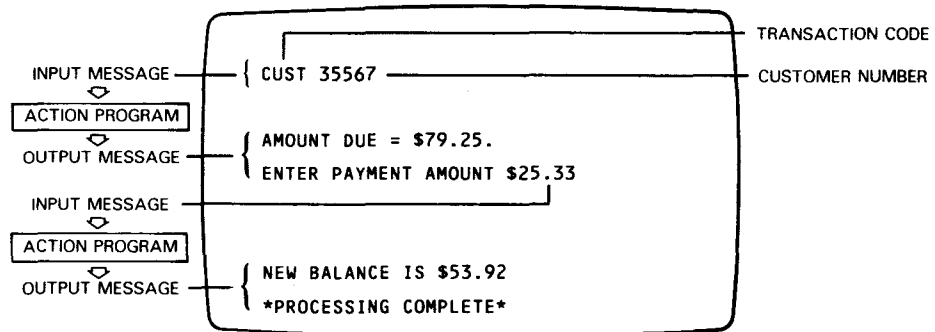 TRANSACTION CODE
INPUT MESSAGE { CUST 35567 CUSTOMER NUMBER
ACTION PROGRAM
OUTPUT MESSAGE { AMOUNT DUE = $79.25.
ENTER PAYMENT AMOUNT $25.33
INPUT MESSAGE
ACTION PROGRAM
OUTPUT MESSAGE { NEW BALANCE IS $53.92
*PROCESSING COMPLETE*